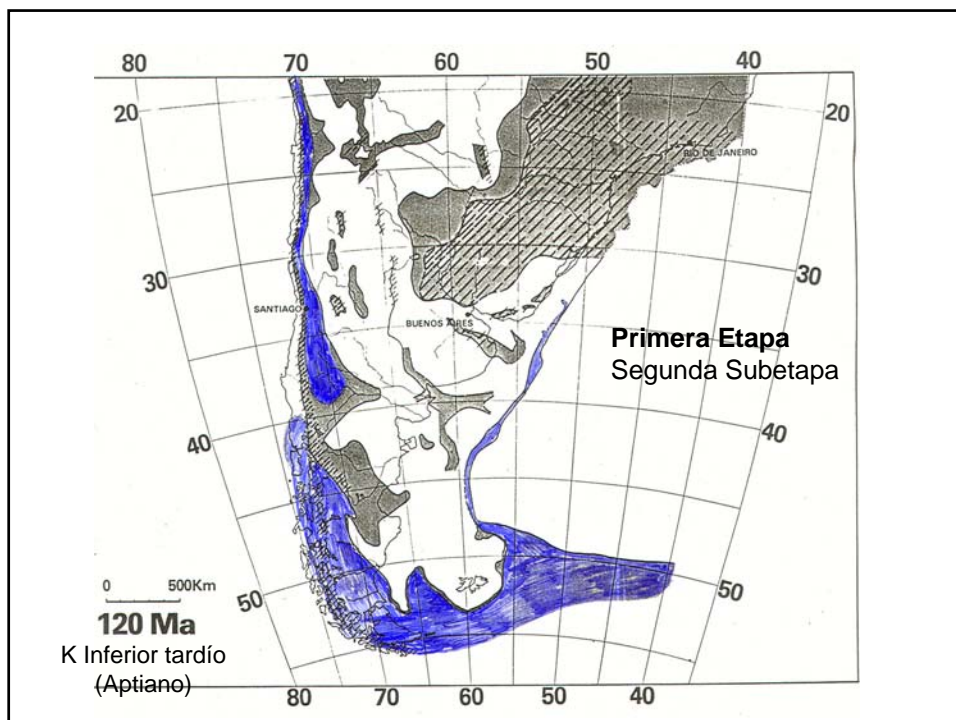 80 70 60 50 40
20 20
RIO DE JANEIRO
30 30
SANTIAGO
BUENOS AIRES
Primera Etapa
Segunda Subetapa
40 40
0 500Km
50 50
120 Ma
K Inferior tardío
(Aptiano)
80 70 60 50 40